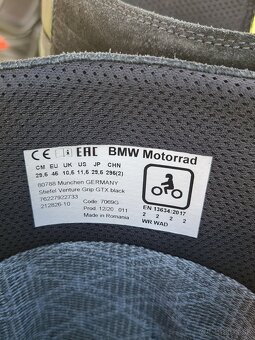 CE EAC BMW Motorrad
CM EU UK US JP CHN
29,6 46 10,5 11,5 29,5 296(2)
80788 München GERMANY
Stiefel Venture Grip GTX black
76227922733
212826-10 Code: 7069G
Prod. 12/20 011
Made in Romania
EN 13634:2017
2 2 2 2
WR WAD